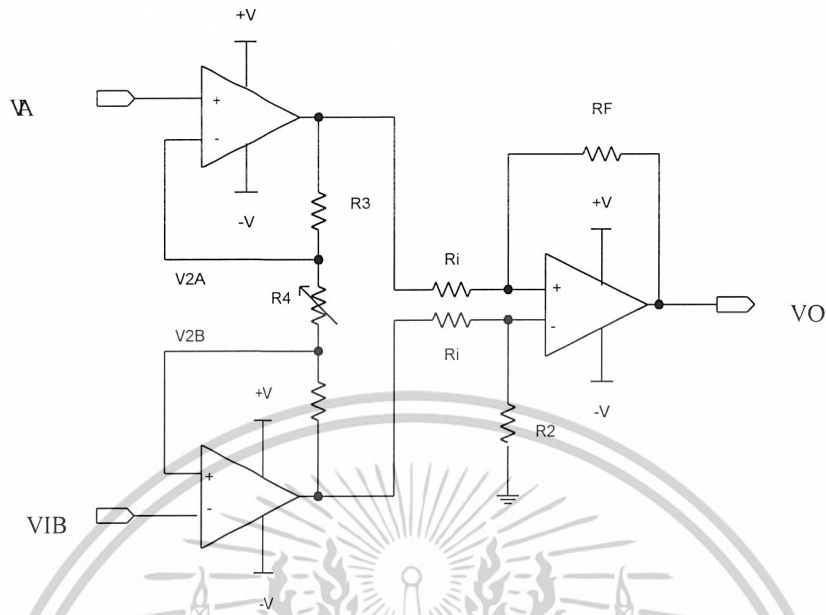 +V
VA
+
-
-V
R3
V2A
R4
V2B
+V
+
-
VIB
-V
RF
+V
Ri
+
-
VO
Ri
-V
R2